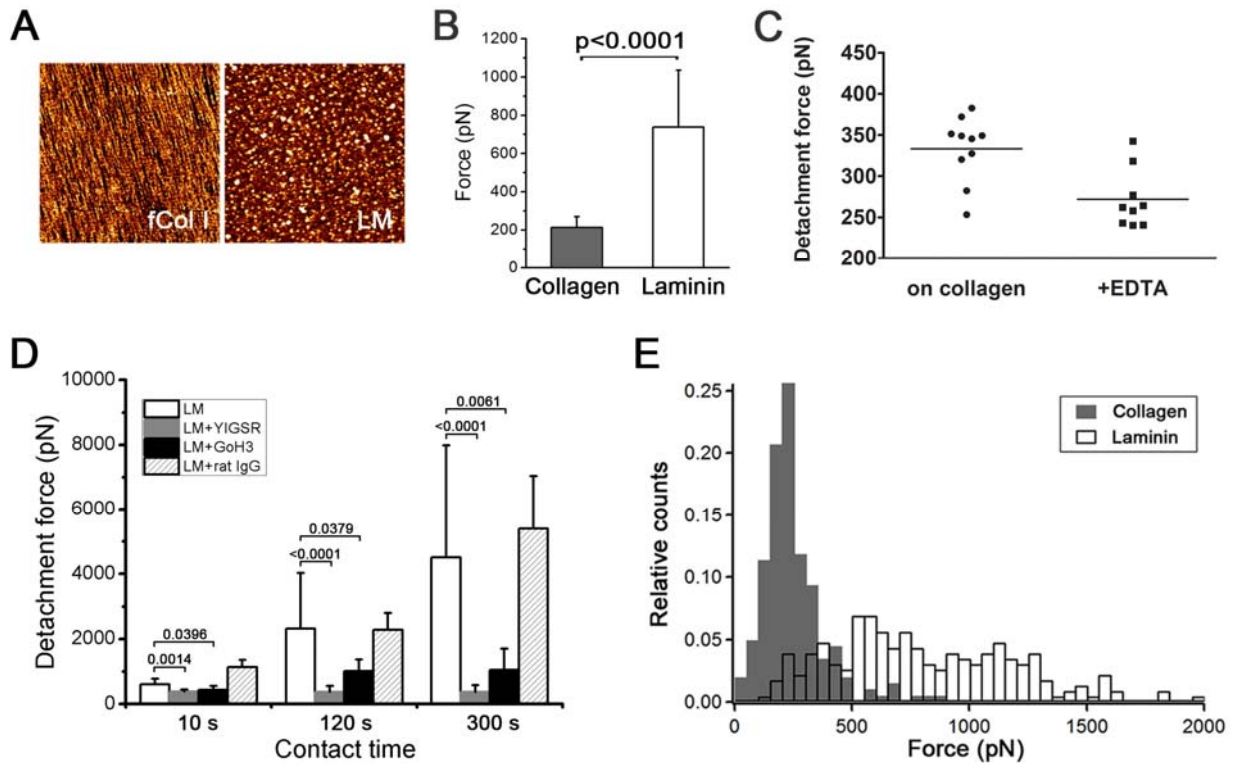 A
fCol I
LM
B
p<0.0001
1200
1000
800
600
400
200
0
Force (pN)
Collagen
Laminin
C
450
400
350
300
250
200
Detachment force (pN)
on collagen
+EDTA
D
10000
8000
6000
4000
2000
0
Detachment force (pN)
LM
LM+YIGSR
LM+GoH3
LM+rat IgG
0.0396
0.0014
0.0379
<0.0001
0.0061
<0.0001
10 s
120 s
300 s
Contact time
E
0.25
0.20
0.15
0.10
0.05
0.00
Relative counts
Collagen
Laminin
0
500
1000
1500
2000
Force (pN)